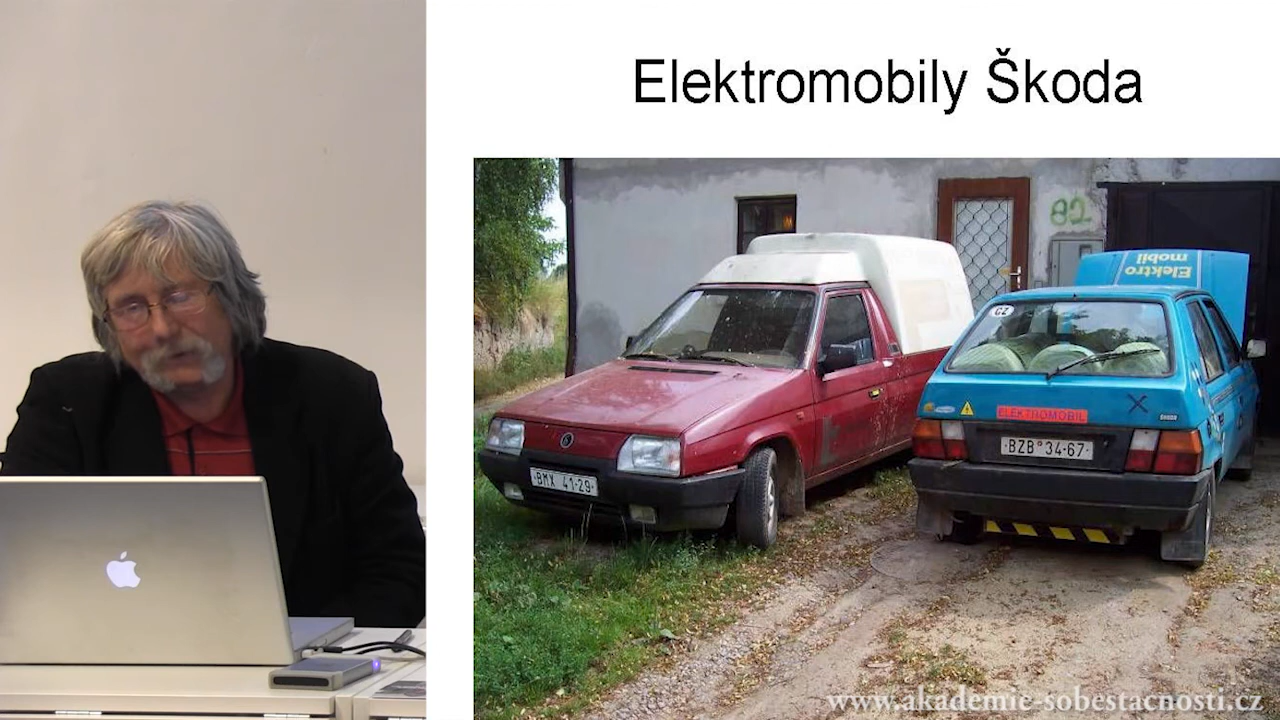 Elektromobily Škoda
82
Elektro
mobil
CZ
ELEKTROMOBIL
BZB 34-67
BMX 41-29
www.akademie-sobestacnosti.cz